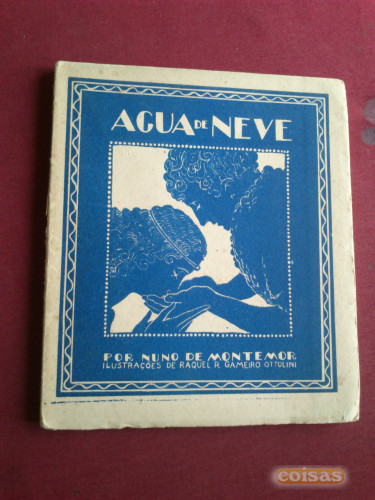 AGUA DE NEVE
POR NUNO DE MONTEMOR
ILUSTRAÇÕES DE RAQUEL R. GAMEIRO OTTOLINI
coisas